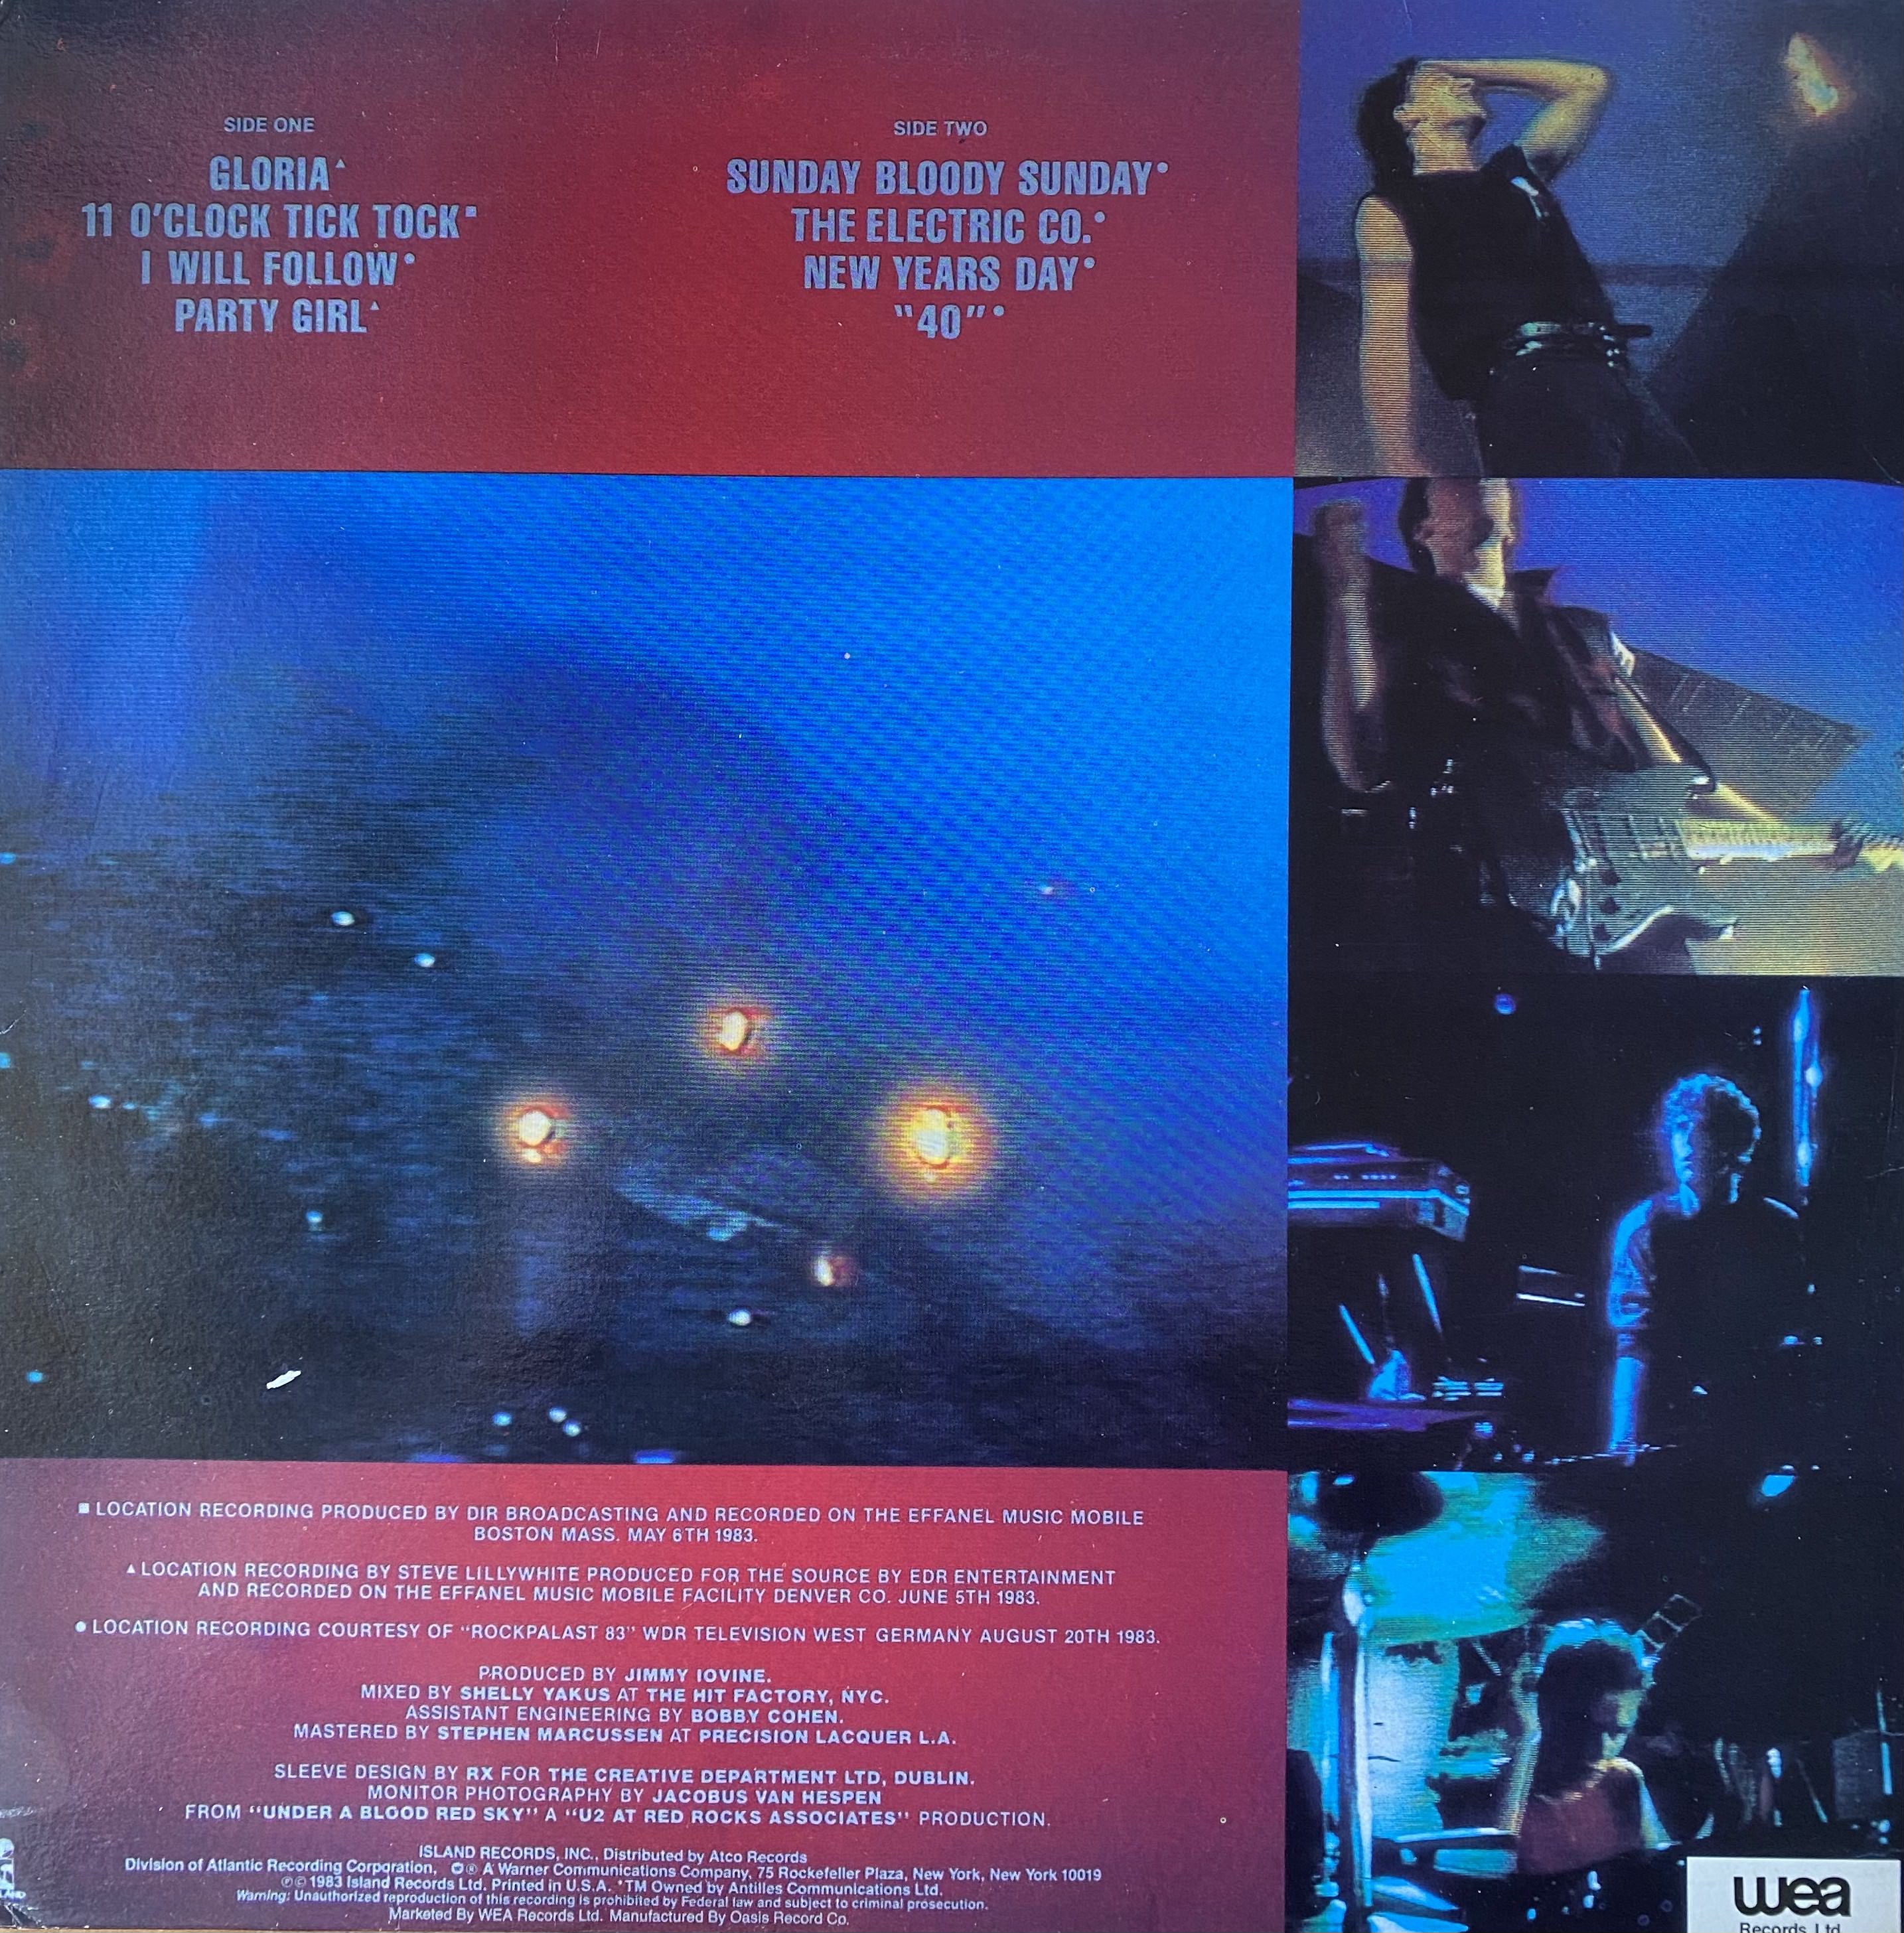 SIDE ONE
GLORIA▲
11 O'CLOCK TICK TOCK■
I WILL FOLLOW●
PARTY GIRL▲
SIDE TWO
SUNDAY BLOODY SUNDAY●
THE ELECTRIC CO.●
NEW YEARS DAY●
"40"●
■ LOCATION RECORDING PRODUCED BY DIR BROADCASTING AND RECORDED ON THE EFFANEL MUSIC MOBILE
BOSTON MASS. MAY 6TH 1983.
▲ LOCATION RECORDING BY STEVE LILLYWHITE PRODUCED FOR THE SOURCE BY EDR ENTERTAINMENT
AND RECORDED ON THE EFFANEL MUSIC MOBILE FACILITY DENVER CO. JUNE 5TH 1983.
● LOCATION RECORDING COURTESY OF "ROCKPALAST 83" WDR TELEVISION WEST GERMANY AUGUST 20TH 1983.
PRODUCED BY JIMMY IOVINE.
MIXED BY SHELLY YAKUS AT THE HIT FACTORY, NYC.
ASSISTANT ENGINEERING BY BOBBY COHEN.
MASTERED BY STEPHEN MARCUSSEN AT PRECISION LACQUER L.A.
SLEEVE DESIGN BY RX FOR THE CREATIVE DEPARTMENT LTD, DUBLIN.
MONITOR PHOTOGRAPHY BY JACOBUS VAN HESPEN
FROM "UNDER A BLOOD RED SKY" A "U2 AT RED ROCKS ASSOCIATES" PRODUCTION.
ISLAND RECORDS, INC., Distributed by Atco Records
Division of Atlantic Recording Corporation, ® A Warner Communications Company, 75 Rockefeller Plaza, New York, New York 10019
℗© 1983 Island Records Ltd. Printed in U.S.A. *TM Owned by Antilles Communications Ltd.
Warning: Unauthorized reproduction of this recording is prohibited by Federal law and subject to criminal prosecution.
Marketed By WEA Records Ltd. Manufactured By Oasis Record Co.
wea
Records Ltd